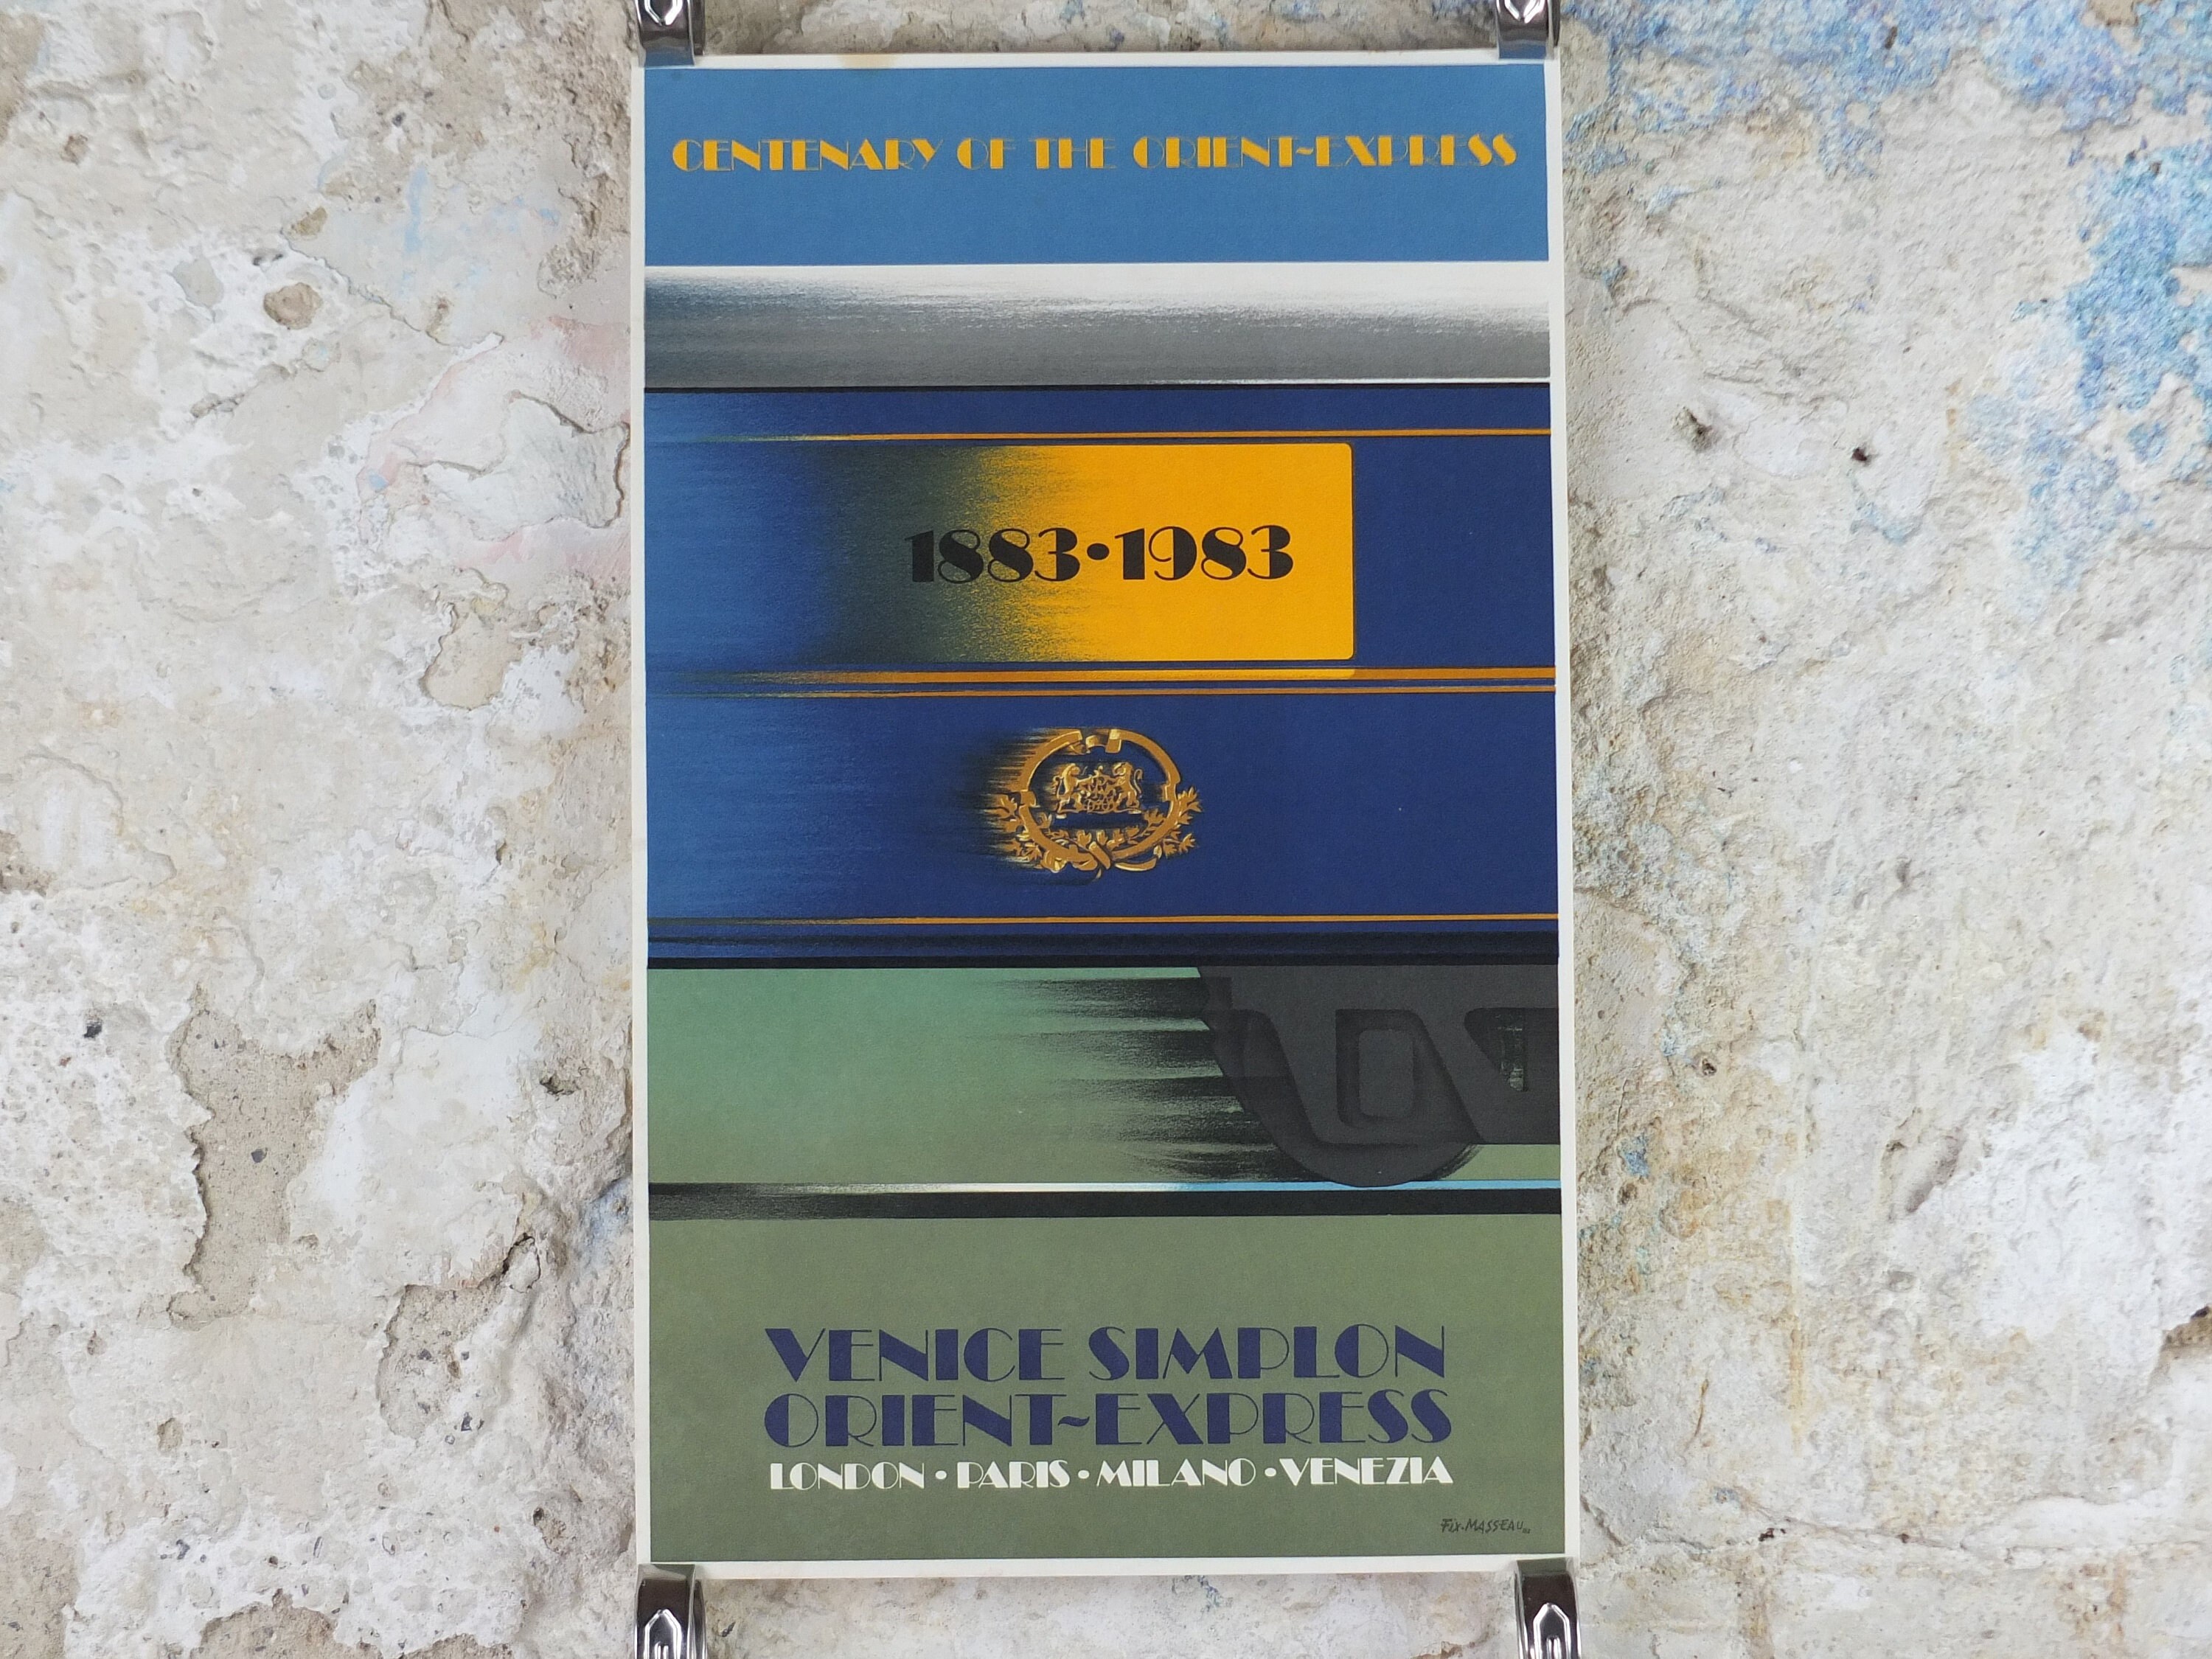 CENTENARY OF THE ORIENT~EXPRESS
1883•1983
VENICE SIMPLON
ORIENT~EXPRESS
LONDON • PARIS • MILANO • VENEZIA
FIX-MASSEAU